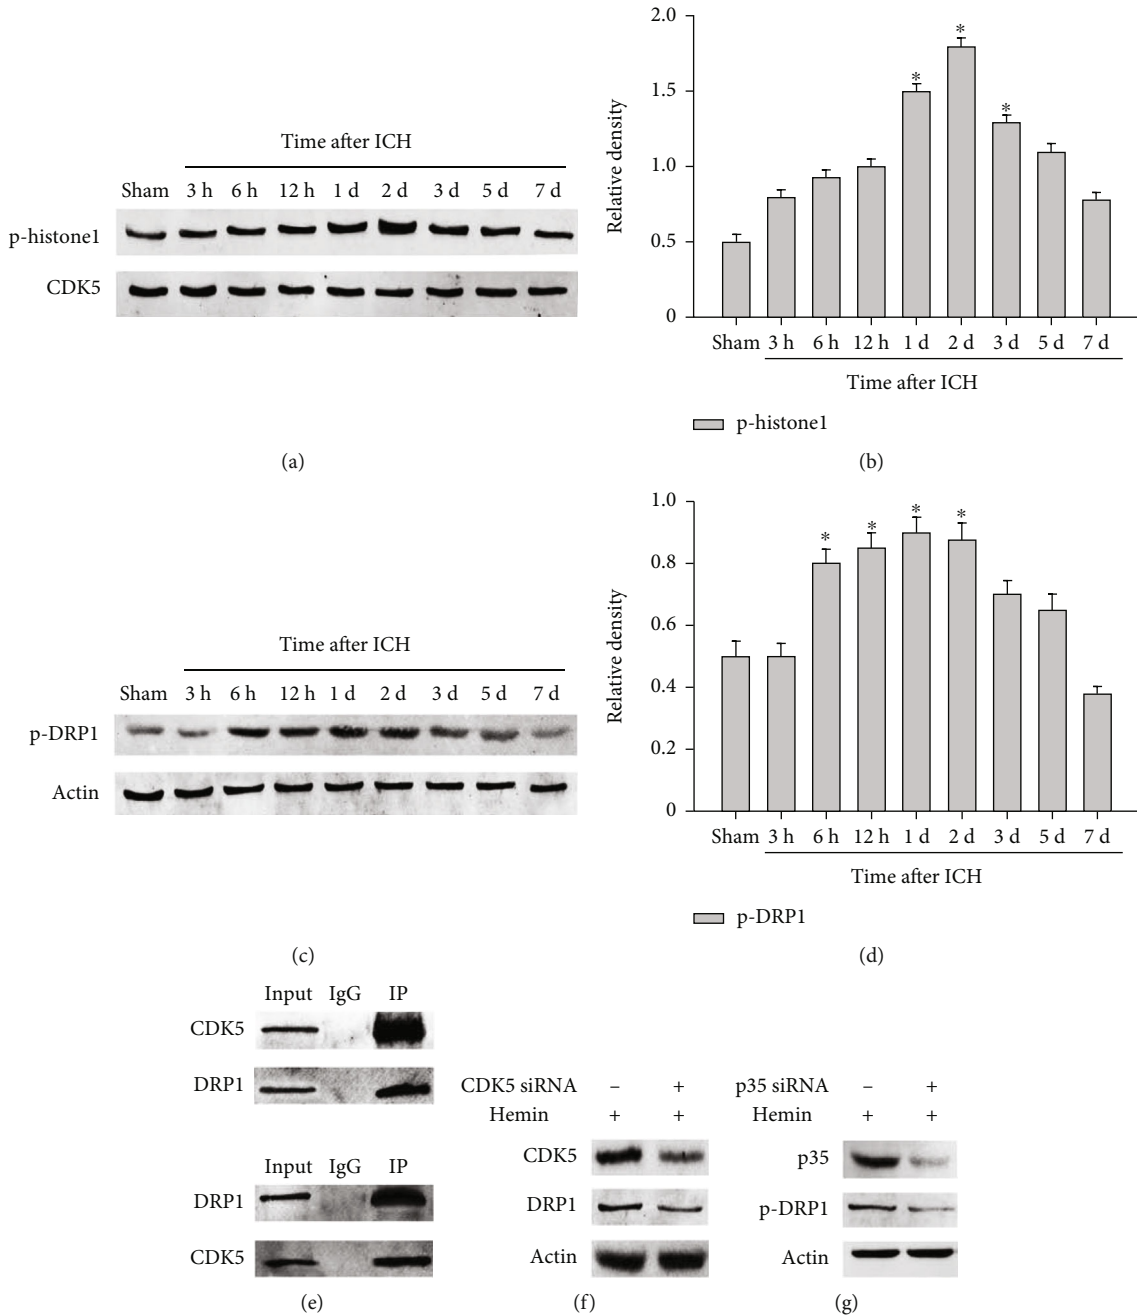 Time after ICH
Sham 3 h 6 h 12 h 1 d 2 d 3 d 5 d 7 d
p-histone1
CDK5
(a)
2.0
1.5
1.0
0.5
0
Relative density
* * *
Sham 3 h 6 h 12 h 1 d 2 d 3 d 5 d 7 d
Time after ICH
p-histone1
(b)
Time after ICH
Sham 3 h 6 h 12 h 1 d 2 d 3 d 5 d 7 d
p-DRP1
Actin
(c)
1.0
0.8
0.6
0.4
0.2
0
Relative density
* * * *
Sham 3 h 6 h 12 h 1 d 2 d 3 d 5 d 7 d
Time after ICH
p-DRP1
(d)
Input IgG IP
CDK5
DRP1
Input IgG IP
DRP1
CDK5
(e)
CDK5 siRNA – +
Hemin + +
CDK5
DRP1
Actin
(f)
p35 siRNA – +
Hemin + +
p35
p-DRP1
Actin
(g)